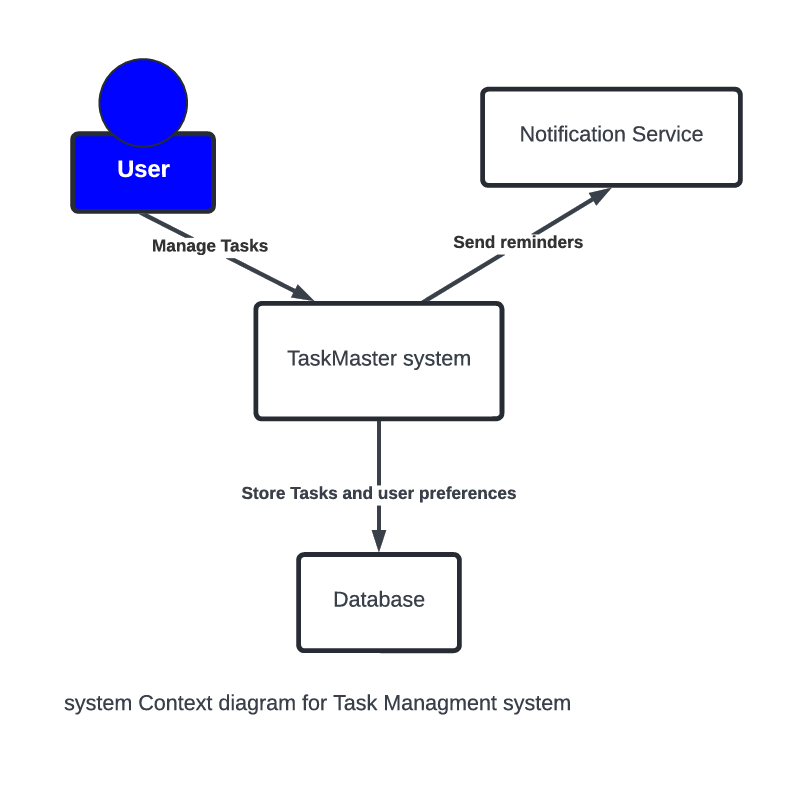 User
Notification Service
Manage Tasks
Send reminders
TaskMaster system
Store Tasks and user preferences
Database
system Context diagram for Task Managment system